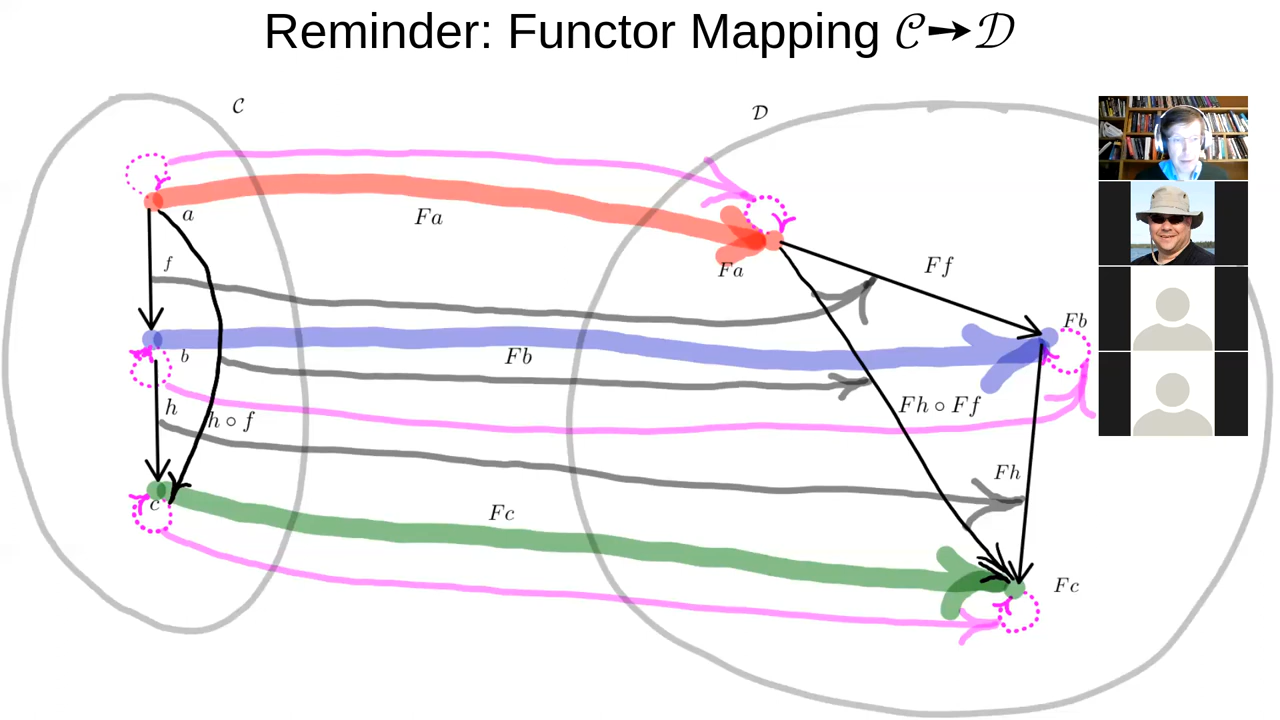 Reminder: Functor Mapping 𝒞→𝒟
𝒞
𝒟
a
Fa
Fa
f
Ff
Fb
b
Fb
h
h ∘ f
Fh ∘ Ff
Fh
c
Fc
Fc